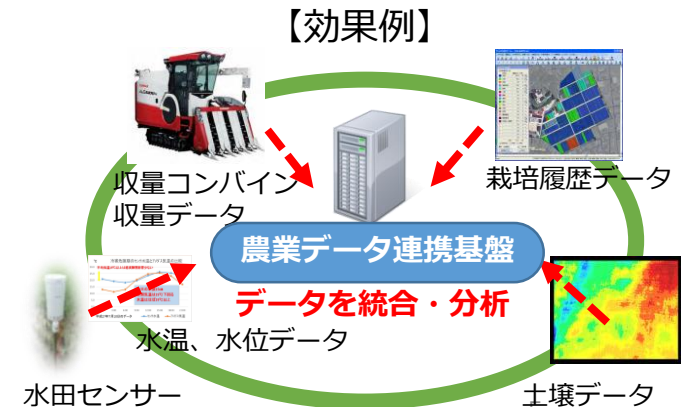 【効果例】
収量コンバイン
収量データ
栽培履歴データ
農業データ連携基盤
データを統合・分析
水温、水位データ
水田センサー
土壌データ